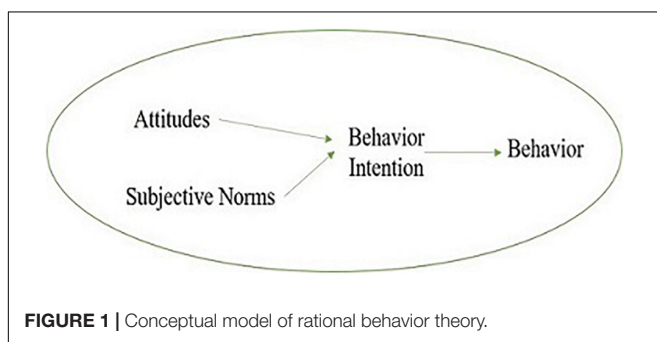 Attitudes
Behavior
Intention
Behavior
Subjective Norms
FIGURE 1 | Conceptual model of rational behavior theory.